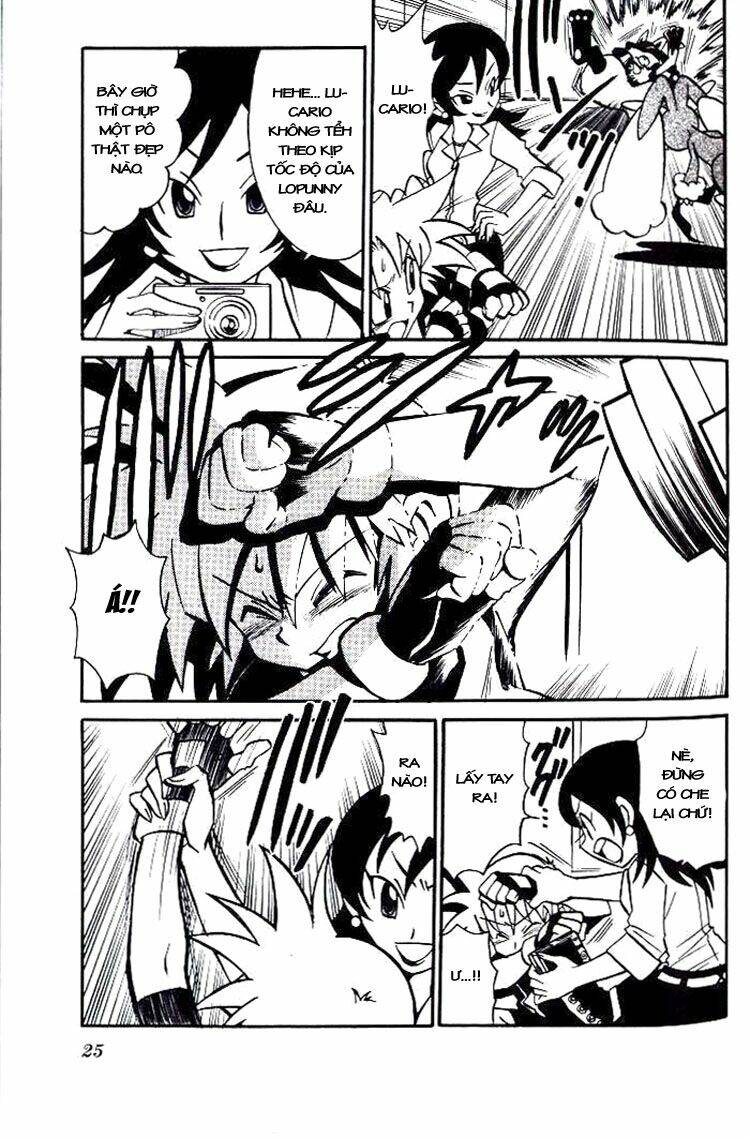 LU-
CARIO!
HEHE... LU-
CARIO
KHÔNG TỂH
THEO KỊP
TỐC ĐỘ CỦA
LOPUNNY
ĐÂU.
BÂY GIỜ
THÌ CHỤP
MỘT PÔ
THẬT ĐẸP
NÀO.
Á!!
NÈ,
ĐỪNG
CÓ CHE
LẠI CHỨ!
LẤY TAY
RA!
Ư...!!
RA
NÀO!
25